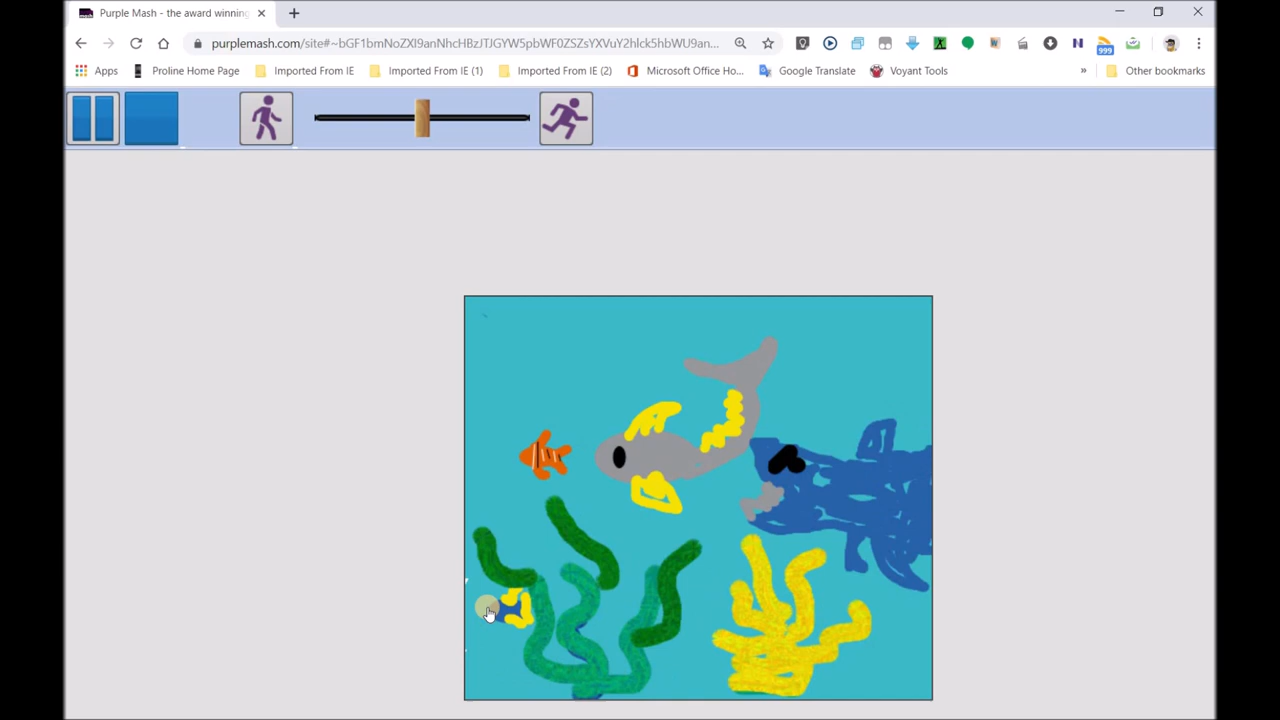 Purple Mash - the award winning
purplemash.com/site#~
999
Apps
Proline Home Page
Imported From IE
Imported From IE (1)
Imported From IE (2)
Microsoft Office Ho...
Google Translate
Voyant Tools
»
Other bookmarks